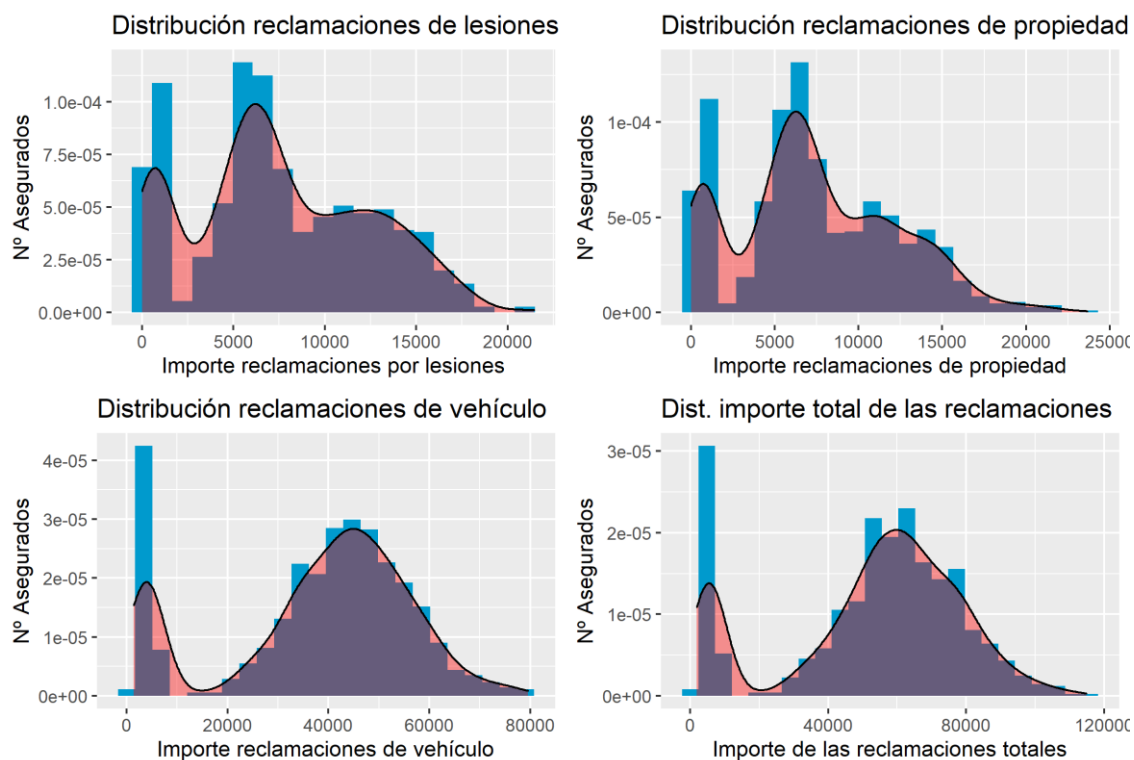 Distribución reclamaciones de lesiones
Nº Asegurados
1.0e-04
7.5e-05
5.0e-05
2.5e-05
0.0e+00
0 5000 10000 15000 20000
Importe reclamaciones por lesiones
Distribución reclamaciones de propiedad
Nº Asegurados
1e-04
5e-05
0e+00
0 5000 10000 15000 20000 2500
Importe reclamaciones de propiedad
Distribución reclamaciones de vehículo
Nº Asegurados
4e-05
3e-05
2e-05
1e-05
0e+00
0 20000 40000 60000 80000
Importe reclamaciones de vehículo
Dist. importe total de las reclamaciones
Nº Asegurados
3e-05
2e-05
1e-05
0e+00
0 40000 80000 120000
Importe de las reclamaciones totales